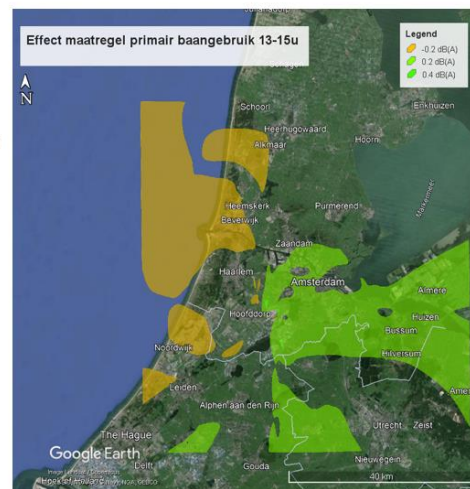 Effect maatregel primair baangebruik 13-15u
Legend
-0.2 dB(A)
0.2 dB(A)
0.4 dB(A)
N
Schoorl
Enkhuizen
Heerhugowaard
Hoorn
Alkmaar
Heemskerk
Purmerend
Markermeer
Beverwijk
Zaandam
Haarlem
Amsterdam
Almere
Hoofddorp
Huizen
Bussum
Noordwijk
Hilversum
Leiden
Alphen aan den Rijn
Utrecht
Zeist
The Hague
Google Earth
Delft
Gouda
Nieuwegein
40 km